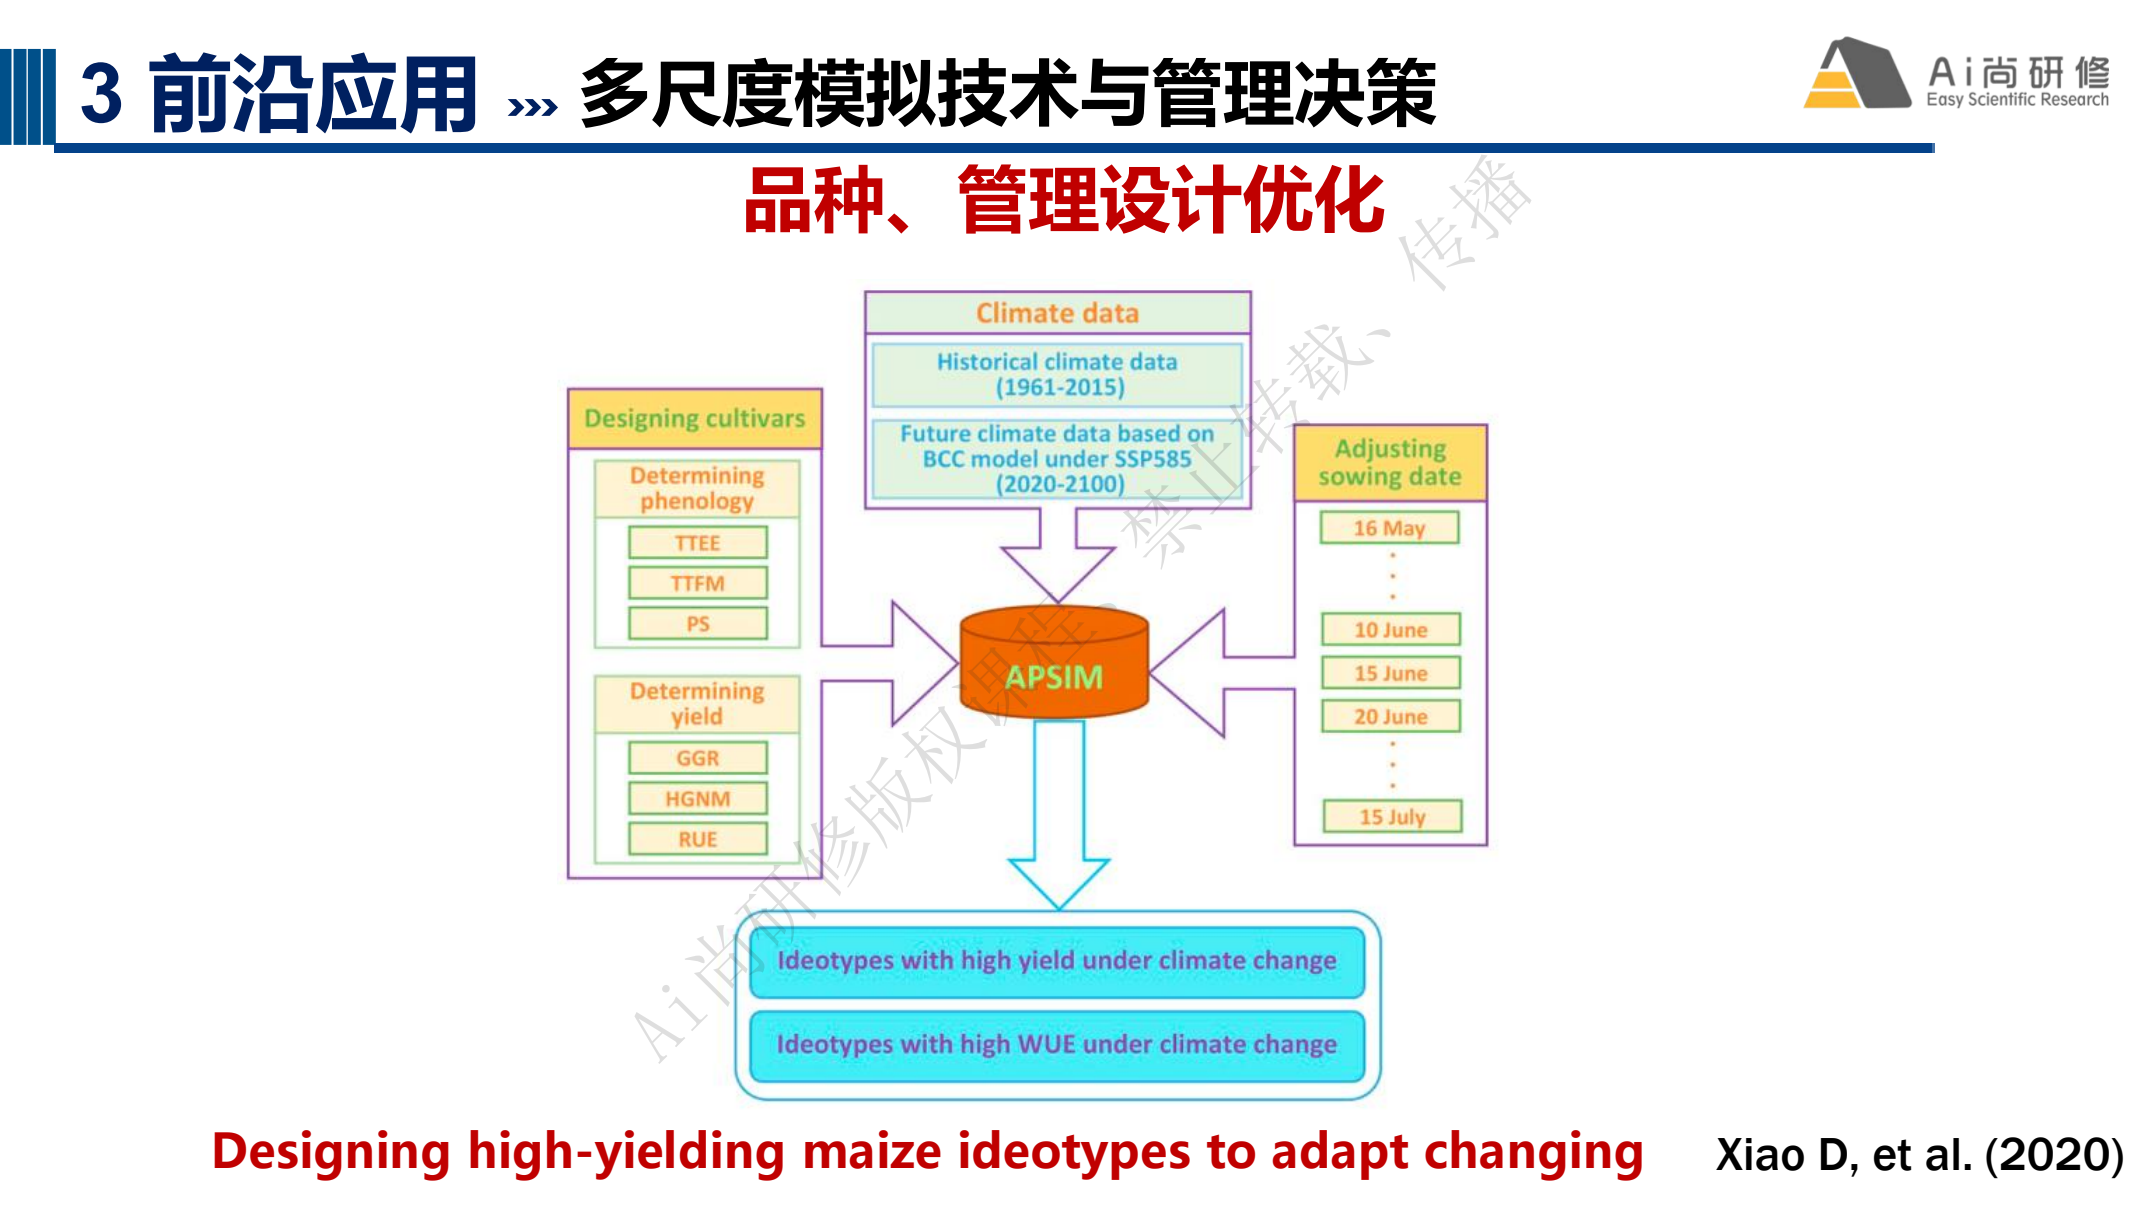 3 前沿应用 >>> 多尺度模拟技术与管理决策
Ai尚研修
Easy Scientific Research
品种、管理设计优化
Climate data
Historical climate data
(1961-2015)
Future climate data based on
BCC model under SSP585
(2020-2100)
Designing cultivars
Determining
phenology
TTEE
TTFM
PS
Determining
yield
GGR
HGNM
RUE
Adjusting
sowing date
16 May
10 June
15 June
20 June
15 July
APSIM
Ideotypes with high yield under climate change
Ideotypes with high WUE under climate change
Ai尚研修版权课程。禁止转载、传播
Designing high-yielding maize ideotypes to adapt changing
Xiao D, et al. (2020)